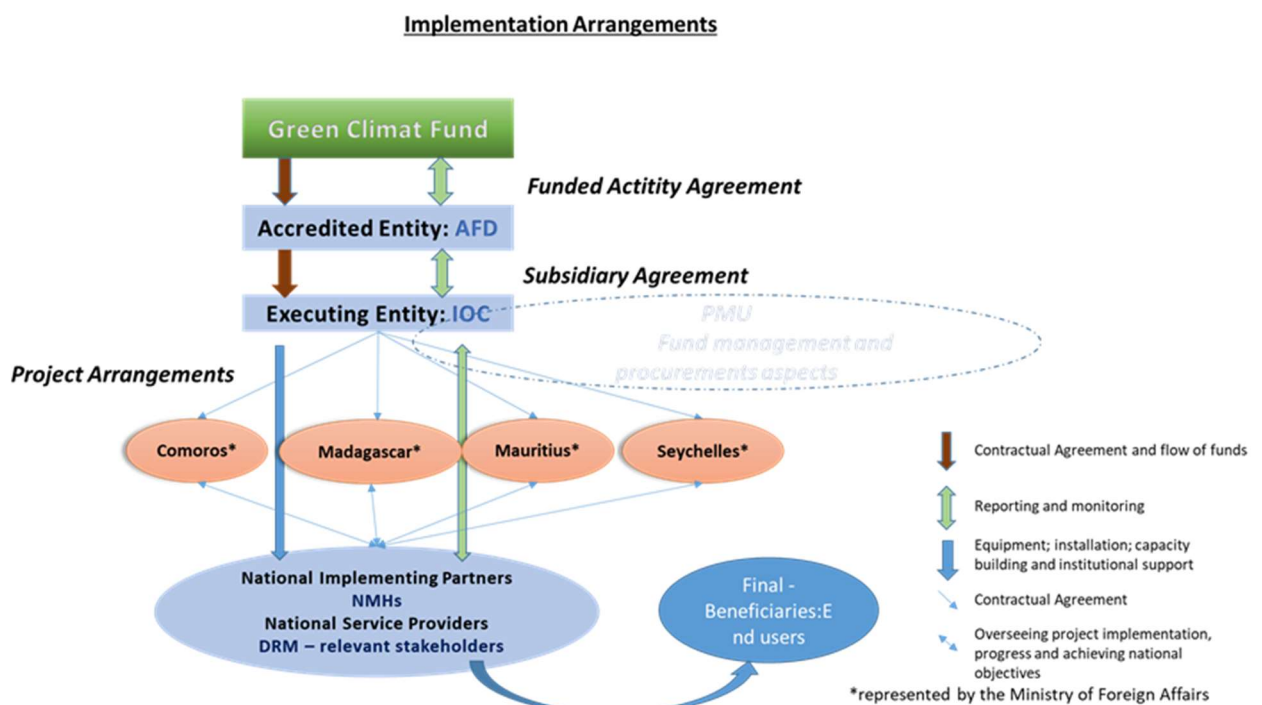 Implementation Arrangements
Green Climat Fund
Funded Actitity Agreement
Accredited Entity: AFD
Subsidiary Agreement
Executing Entity: IOC
PMU
Fund management and
procurements aspects
Project Arrangements
Comoros*
Madagascar*
Mauritius*
Seychelles*
National Implementing Partners
NMHs
National Service Providers
DRM – relevant stakeholders
Final -
Beneficiaries:E
nd users
Contractual Agreement and flow of funds
Reporting and monitoring
Equipment; installation; capacity
building and institutional support
Contractual Agreement
Overseeing project implementation,
progress and achieving national
objectives
*represented by the Ministry of Foreign Affairs